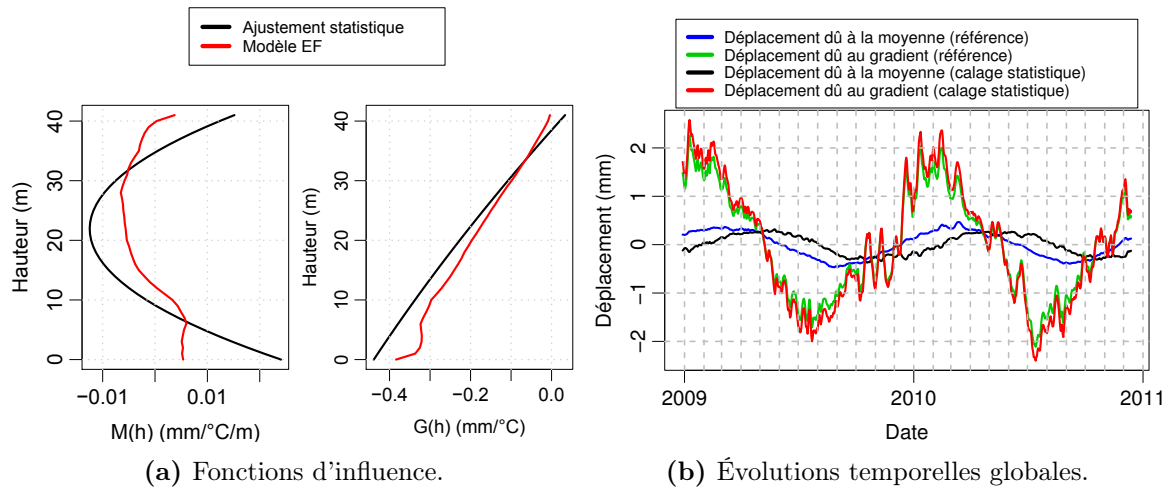 Ajustement statistique
Modèle EF
Hauteur (m)
0 10 20 30 40
−0.01 0.01
M(h) (mm/°C/m)
Hauteur (m)
0 10 20 30 40
−0.4 −0.2 0.0
G(h) (mm/°C)
(a) Fonctions d'influence.
Déplacement dû à la moyenne (référence)
Déplacement dû au gradient (référence)
Déplacement dû à la moyenne (calage statistique)
Déplacement dû au gradient (calage statistique)
Déplacement (mm)
2
1
0
−1
−2
2009 2010 2011
Date
(b) Évolutions temporelles globales.